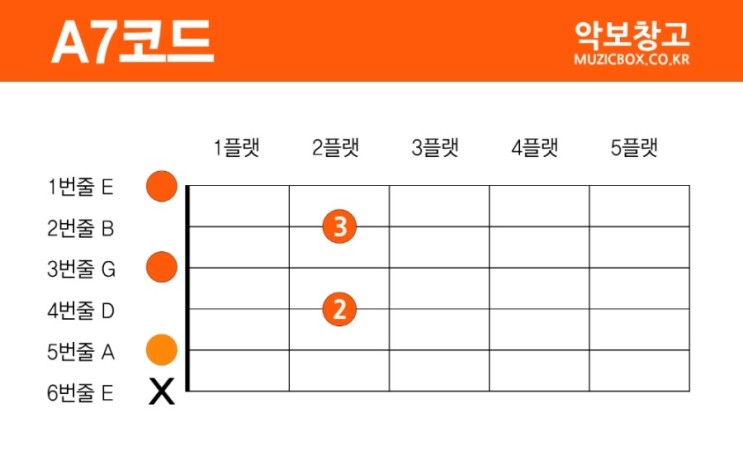 A7코드
악보창고
MUZICBOX.CO.KR
1플랫 2플랫 3플랫 4플랫 5플랫
1번줄 E
2번줄 B
3
3번줄 G
4번줄 D
2
5번줄 A
6번줄 E X